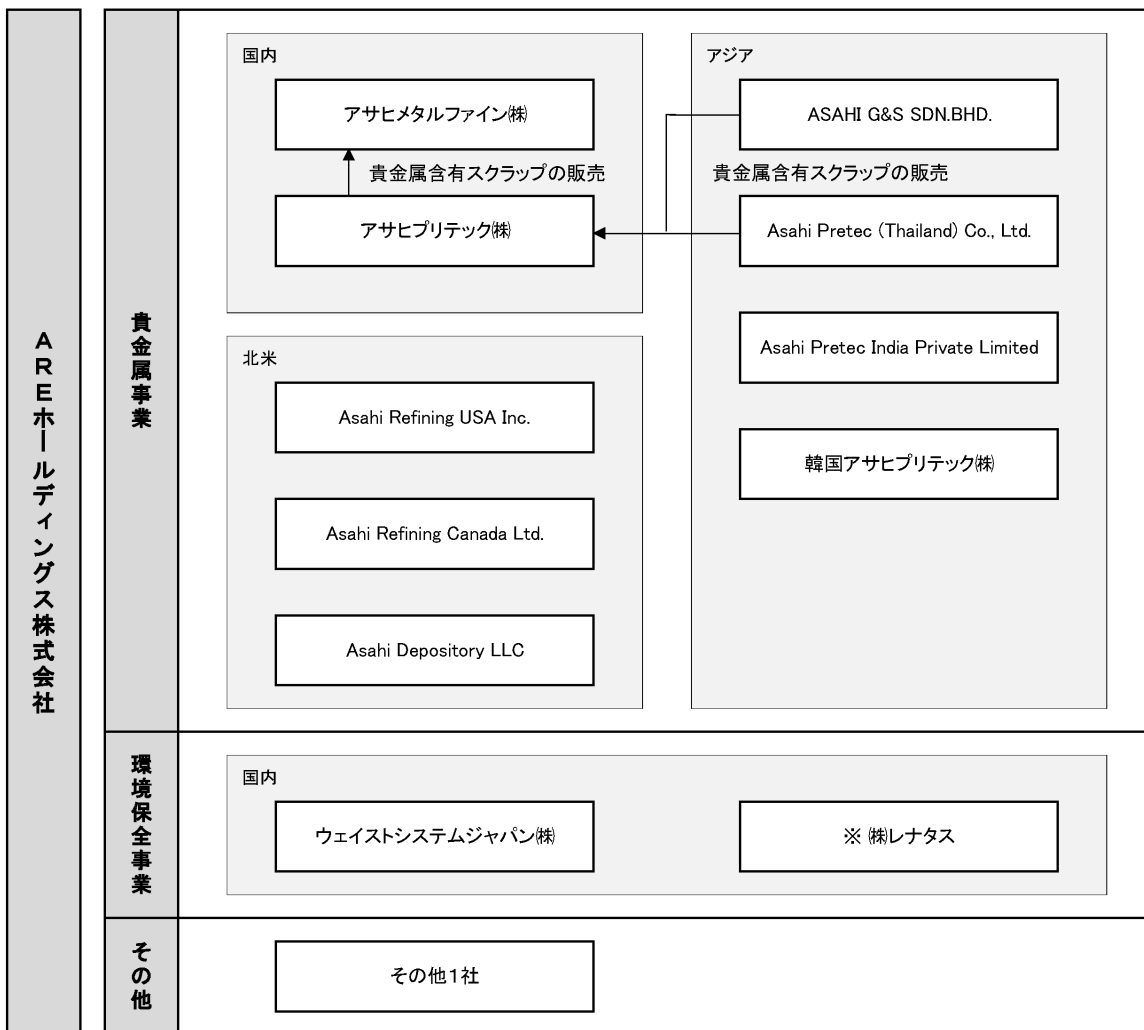 AREホールディングス株式会社
貴金属事業
国内
アサヒメタルファイン㈱
貴金属含有スクラップの販売
アサヒプリテック㈱
アジア
ASAHI G&S SDN.BHD.
貴金属含有スクラップの販売
Asahi Pretec (Thailand) Co., Ltd.
Asahi Pretec India Private Limited
韓国アサヒプリテック㈱
北米
Asahi Refining USA Inc.
Asahi Refining Canada Ltd.
Asahi Depository LLC
環境保全事業
国内
ウェイストシステムジャパン㈱
※ ㈱レナタス
その他
その他1社